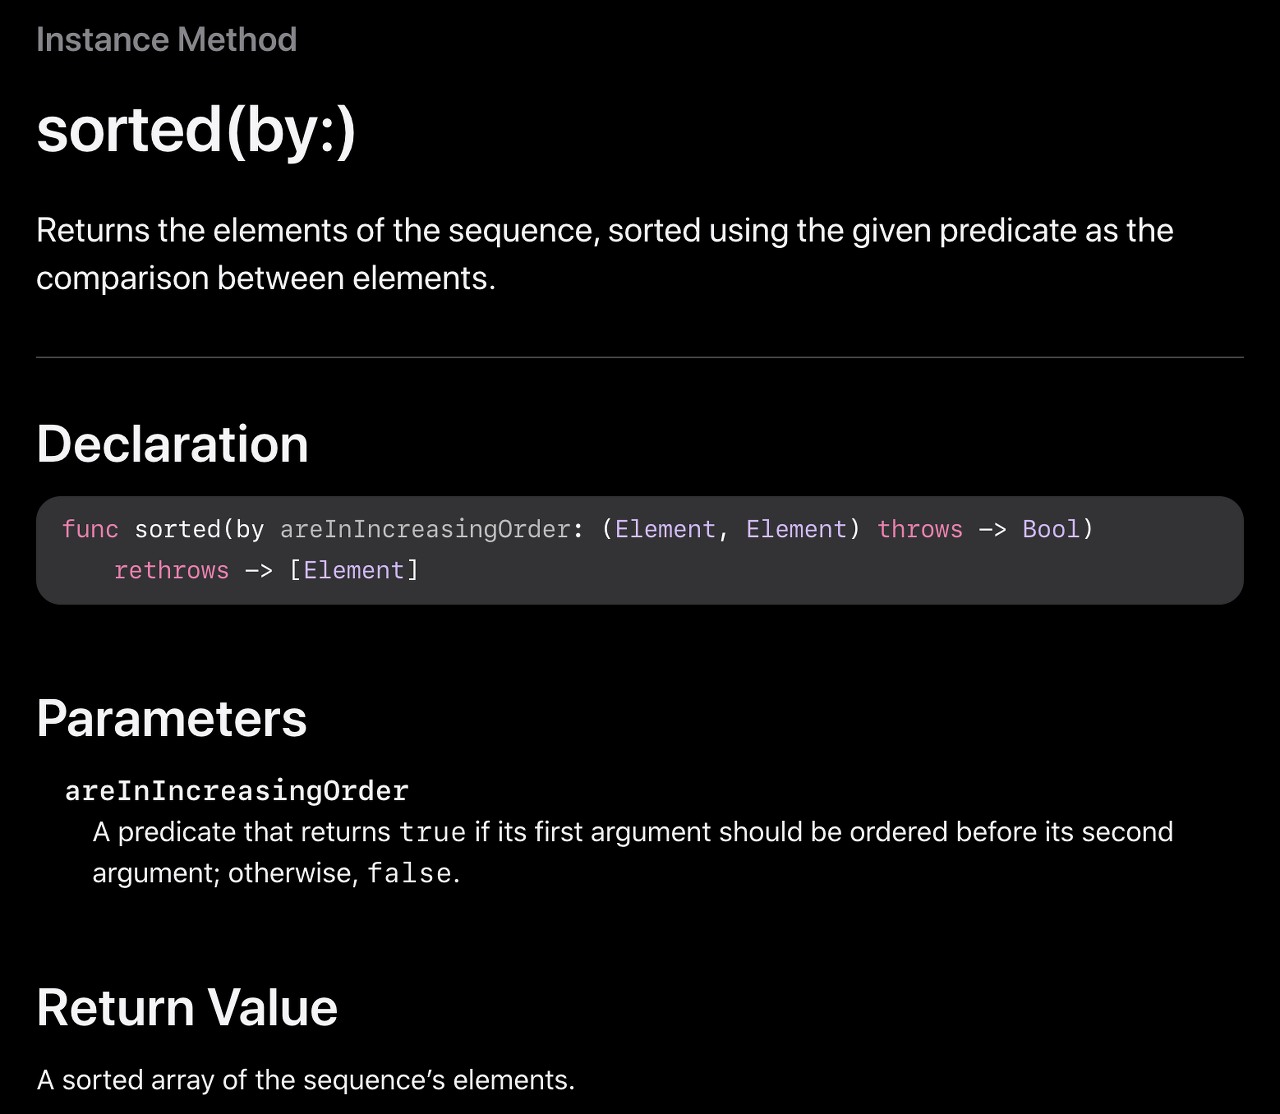 Instance Method
sorted(by:)
Returns the elements of the sequence, sorted using the given predicate as the
comparison between elements.
Declaration
func sorted(by areInIncreasingOrder: (Element, Element) throws -> Bool)
rethrows -> [Element]
Parameters
areInIncreasingOrder
A predicate that returns true if its first argument should be ordered before its second
argument; otherwise, false.
Return Value
A sorted array of the sequence’s elements.